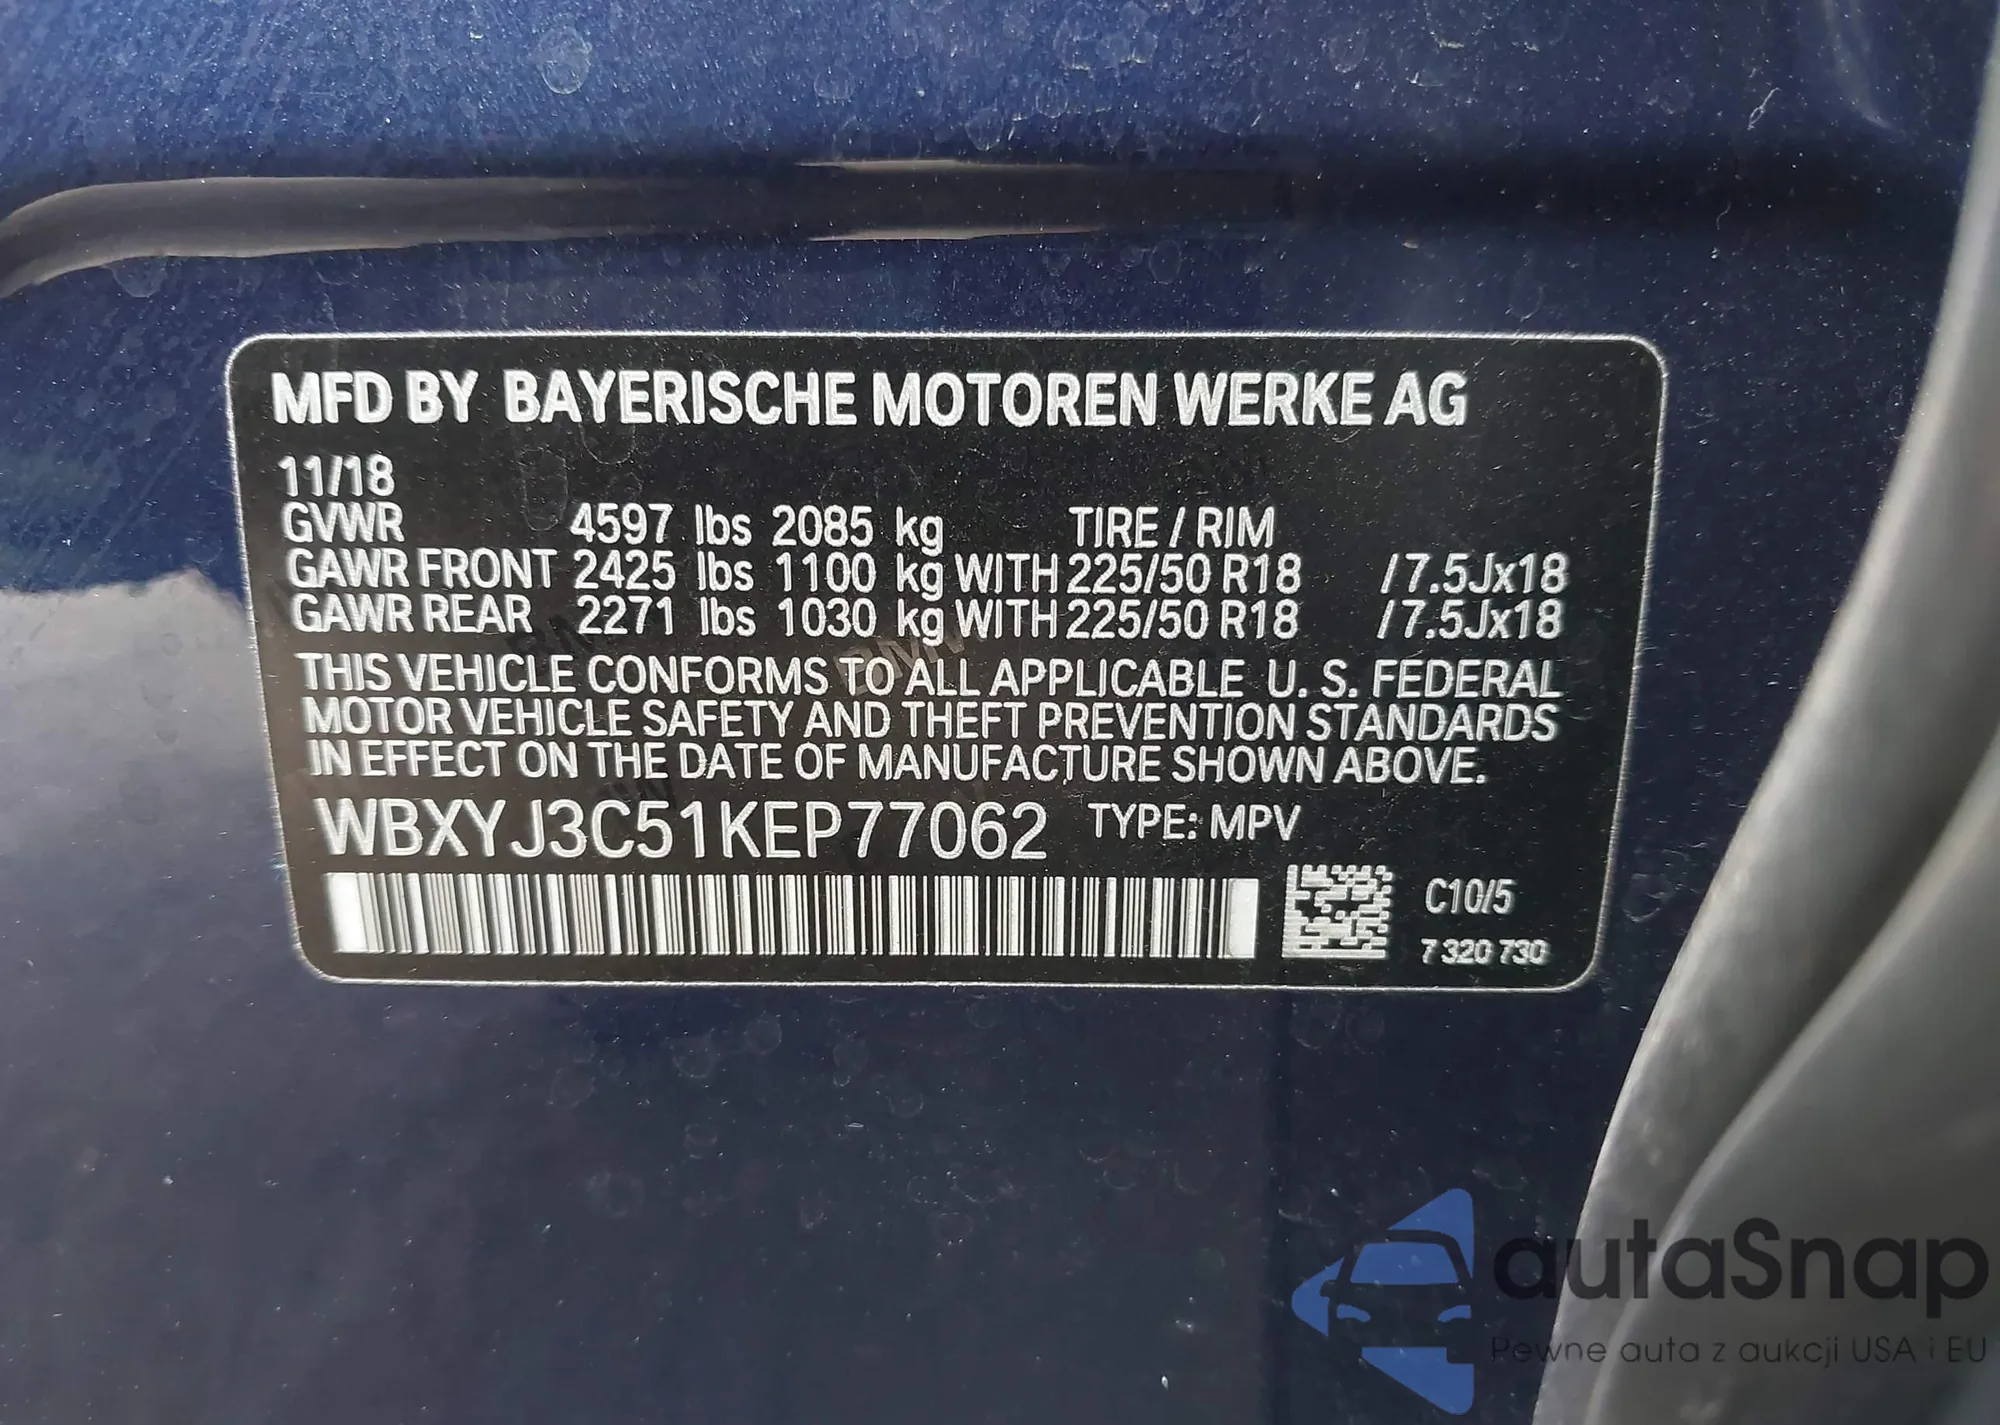 MFD BY BAYERISCHE MOTOREN WERKE AG
11/18
GVWR 4597 lbs 2085 kg TIRE / RIM
GAWR FRONT 2425 lbs 1100 kg WITH 225/50 R18 /7.5Jx18
GAWR REAR 2271 lbs 1030 kg WITH 225/50 R18 /7.5Jx18
THIS VEHICLE CONFORMS TO ALL APPLICABLE U. S. FEDERAL
MOTOR VEHICLE SAFETY AND THEFT PREVENTION STANDARDS
IN EFFECT ON THE DATE OF MANUFACTURE SHOWN ABOVE.
WBXYJ3C51KEP77062 TYPE: MPV
C10/5
7 320 730
autaSnap
Pewne auta z aukcji USA i EU